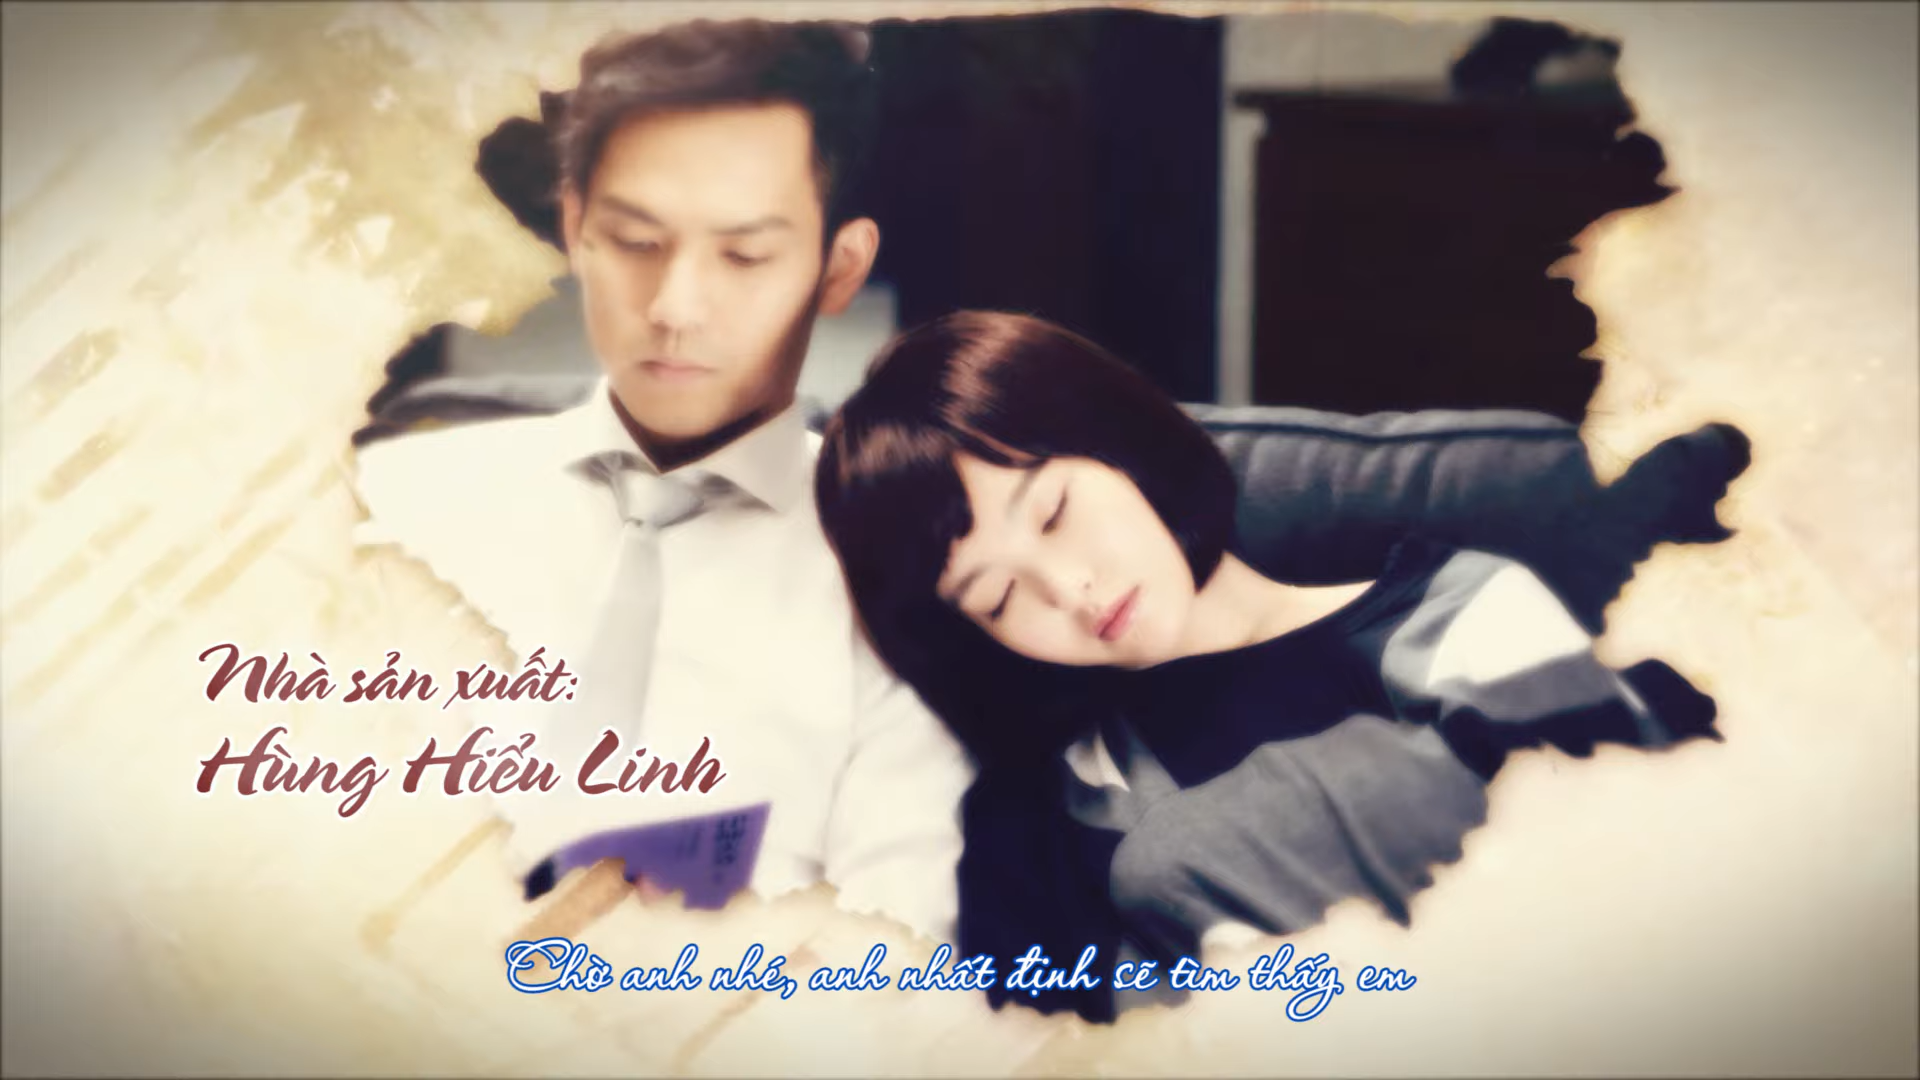 Nhà sản xuất:
Hùng Hiểu Linh
Chờ anh nhé, anh nhất định sẽ tìm thấy em